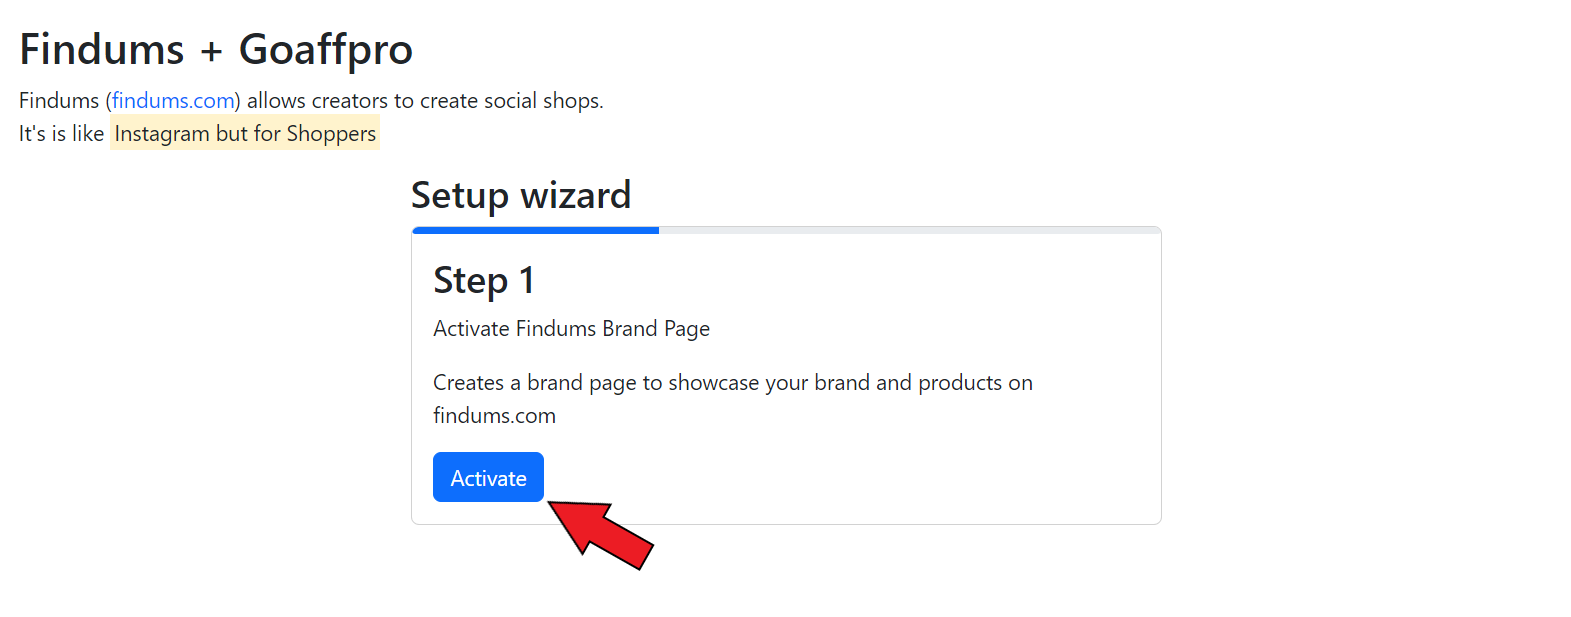 Findums + Goaffpro
Findums (findums.com) allows creators to create social shops.
It's is like Instagram but for Shoppers
Setup wizard
Step 1
Activate Findums Brand Page
Creates a brand page to showcase your brand and products on
findums.com
Activate